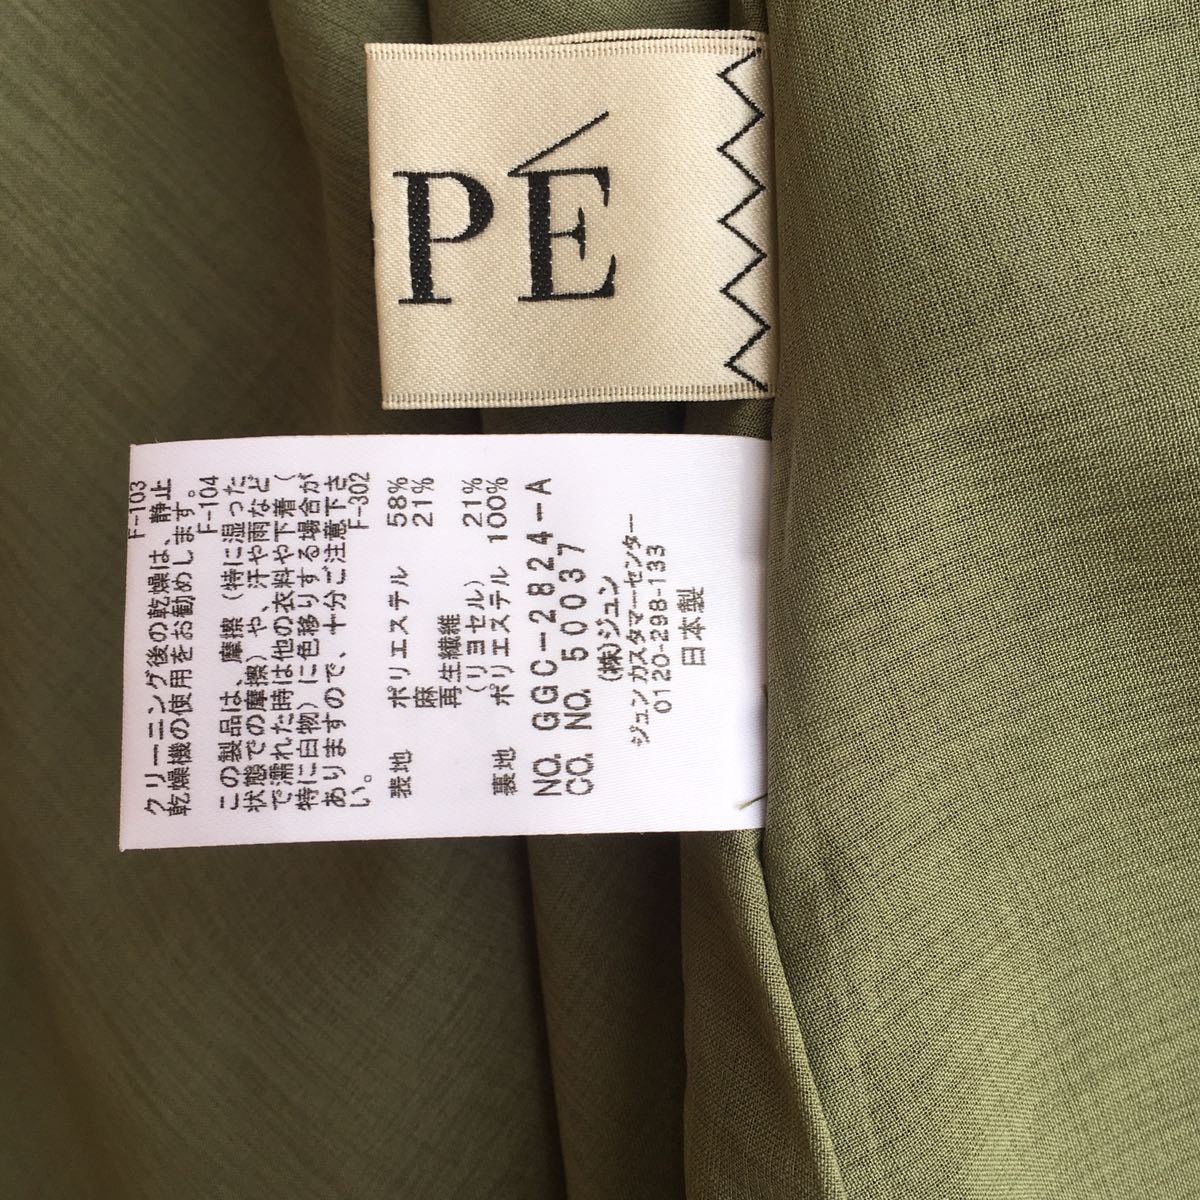 PÉ
F-103
クリーニング後の乾燥は、静止
乾燥機の使用をお勧めします。
F-104
この製品は、摩擦（特に湿った
状態での摩擦）や、汗や雨など
で濡れた時は他の衣料や下着（
特に白物）に色移りする場合が
ありますので、十分ご注意下さ
い。
F-302
表地 ポリエステル 58%
麻 21%
再生繊維
（リヨセル） 21%
裏地 ポリエステル 100%
NO. GGC-2824-A
CO. NO. 50037
(株)ジュン
ジュンカスタマーセンター
0120-298-133
日本製